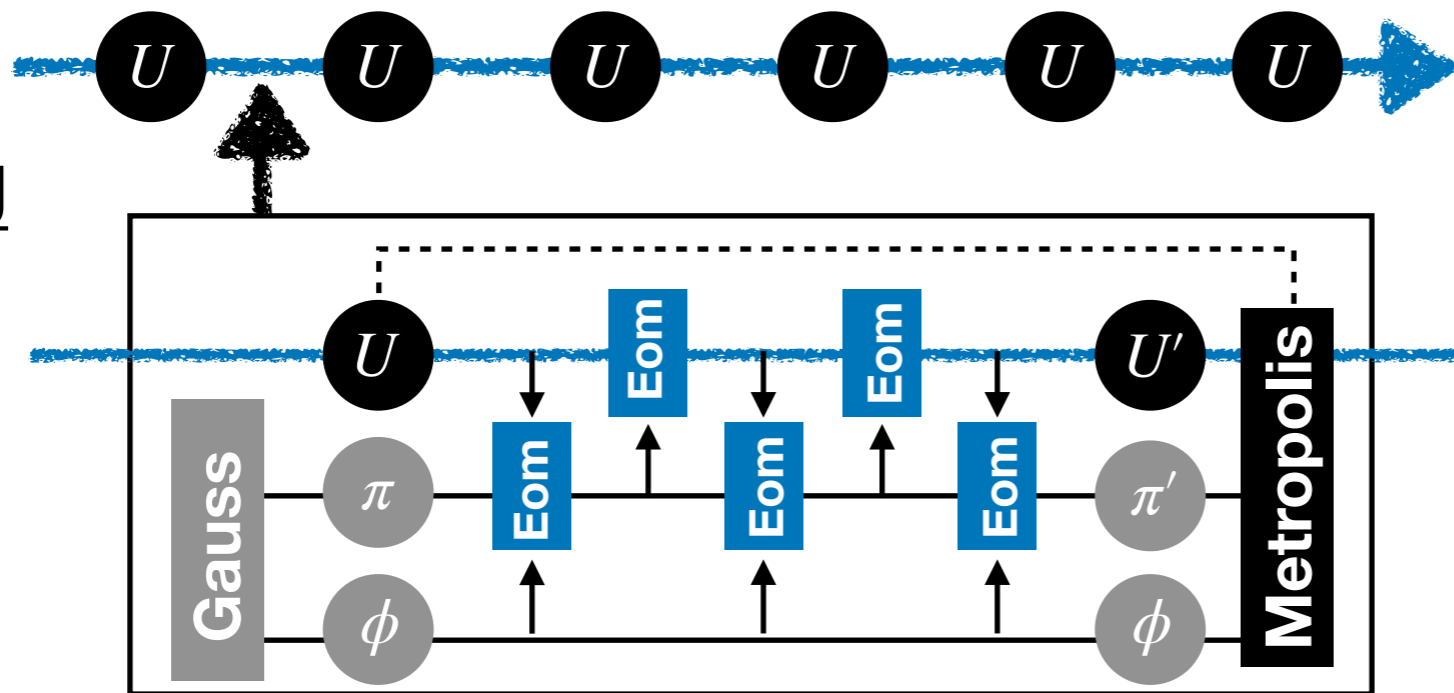 U U U U U U
U Eom Eom U′
Eom Eom Eom
π π′
Gauss
ϕ ϕ
Metropolis